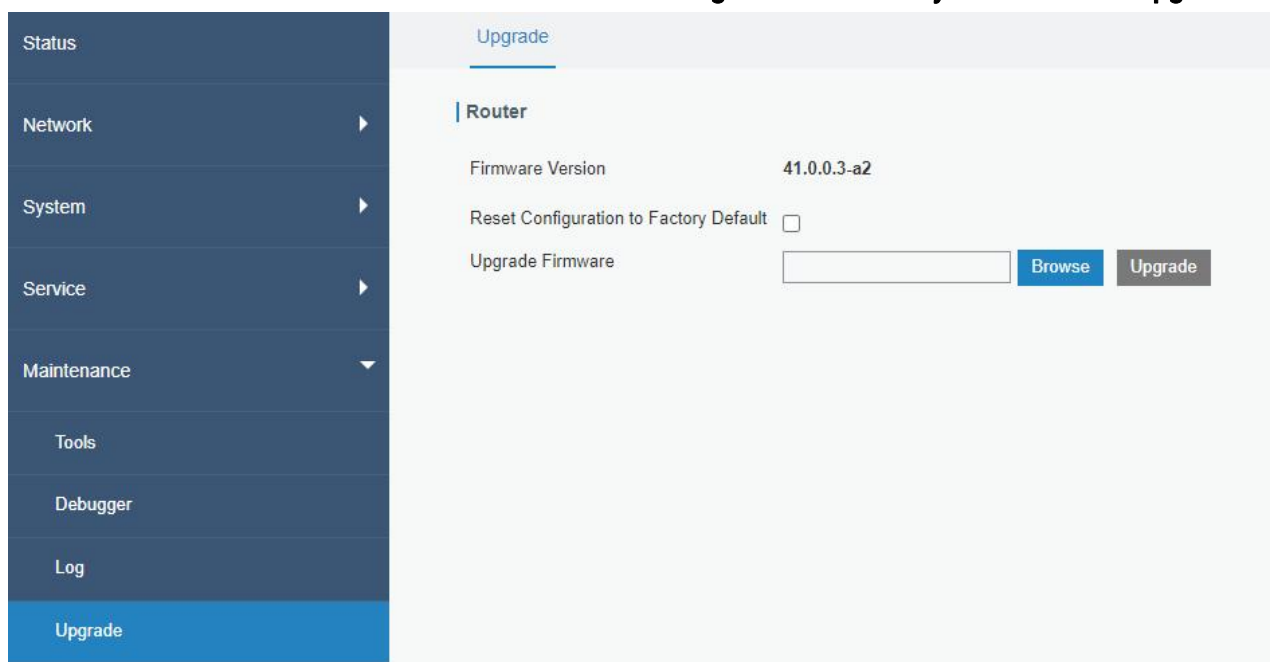 Status
Upgrade
Router
Network
Firmware Version 41.0.0.3-a2
System
Reset Configuration to Factory Default
Upgrade Firmware Browse Upgrade
Service
Maintenance
Tools
Debugger
Log
Upgrade